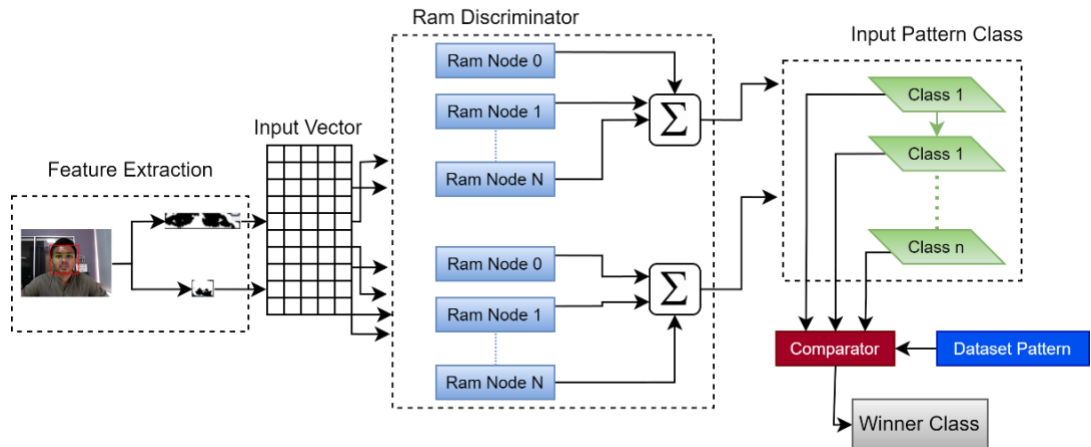 Ram Discriminator
Input Pattern Class
Ram Node 0
Ram Node 1
Ram Node N
Σ
Input Vector
Feature Extraction
Ram Node 0
Ram Node 1
Ram Node N
Σ
Class 1
Class 1
Class n
Comparator
Dataset Pattern
Winner Class